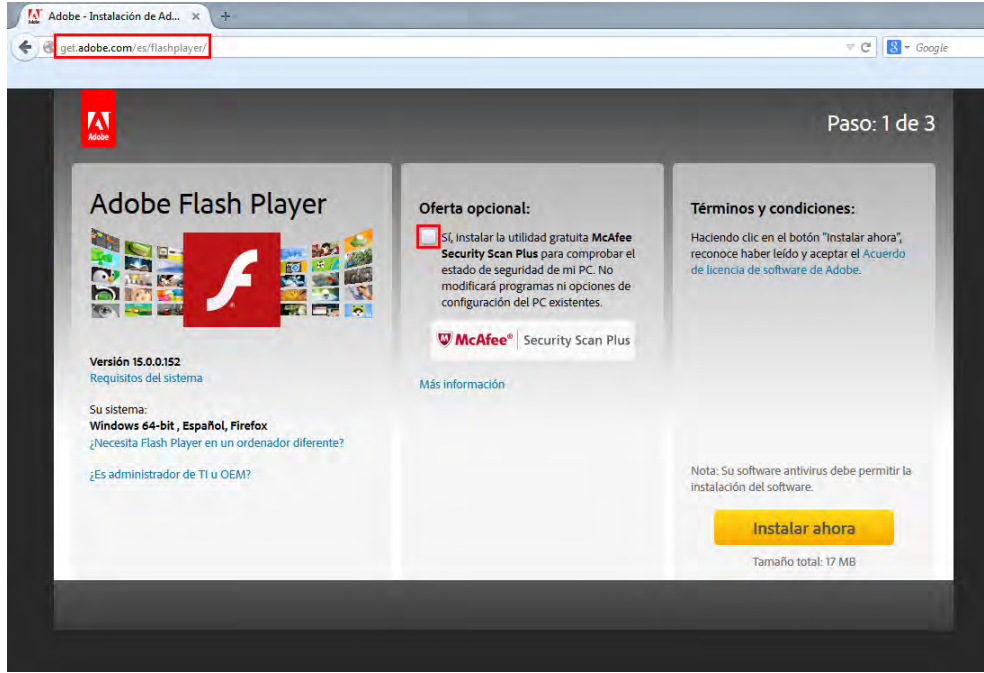 Adobe - Instalación de Ad...
get.adobe.com/es/flashplayer/
Google
Adobe
Paso: 1 de 3
Adobe Flash Player
Versión 15.0.0.152
Requisitos del sistema
Su sistema:
Windows 64-bit , Español, Firefox
¿Necesita Flash Player en un ordenador diferente?
¿Es administrador de TI u OEM?
Oferta opcional:
Sí, instalar la utilidad gratuita McAfee
Security Scan Plus para comprobar el
estado de seguridad de mi PC. No
modificará programas ni opciones de
configuración del PC existentes.
McAfee® Security Scan Plus
Más información
Términos y condiciones:
Haciendo clic en el botón "Instalar ahora",
reconoce haber leído y aceptar el Acuerdo
de licencia de software de Adobe.
Nota: Su software antivirus debe permitir la
instalación del software.
Instalar ahora
Tamaño total: 17 MB